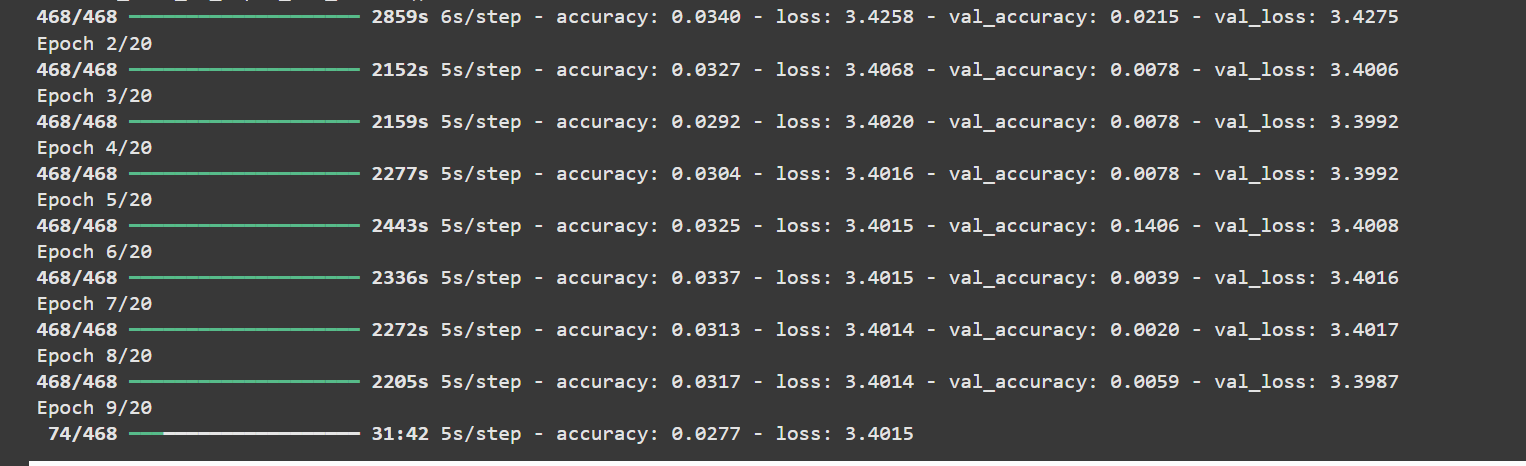 468/468 ━━━━━━━━━━━━━━━━━━━━ 2859s 6s/step - accuracy: 0.0340 - loss: 3.4258 - val_accuracy: 0.0215 - val_loss: 3.4275
Epoch 2/20
468/468 ━━━━━━━━━━━━━━━━━━━━ 2152s 5s/step - accuracy: 0.0327 - loss: 3.4068 - val_accuracy: 0.0078 - val_loss: 3.4006
Epoch 3/20
468/468 ━━━━━━━━━━━━━━━━━━━━ 2159s 5s/step - accuracy: 0.0292 - loss: 3.4020 - val_accuracy: 0.0078 - val_loss: 3.3992
Epoch 4/20
468/468 ━━━━━━━━━━━━━━━━━━━━ 2277s 5s/step - accuracy: 0.0304 - loss: 3.4016 - val_accuracy: 0.0078 - val_loss: 3.3992
Epoch 5/20
468/468 ━━━━━━━━━━━━━━━━━━━━ 2443s 5s/step - accuracy: 0.0325 - loss: 3.4015 - val_accuracy: 0.1406 - val_loss: 3.4008
Epoch 6/20
468/468 ━━━━━━━━━━━━━━━━━━━━ 2336s 5s/step - accuracy: 0.0337 - loss: 3.4015 - val_accuracy: 0.0039 - val_loss: 3.4016
Epoch 7/20
468/468 ━━━━━━━━━━━━━━━━━━━━ 2272s 5s/step - accuracy: 0.0313 - loss: 3.4014 - val_accuracy: 0.0020 - val_loss: 3.4017
Epoch 8/20
468/468 ━━━━━━━━━━━━━━━━━━━━ 2205s 5s/step - accuracy: 0.0317 - loss: 3.4014 - val_accuracy: 0.0059 - val_loss: 3.3987
Epoch 9/20
74/468 ━━━━━━━━━━━━━━━━━━━━ 31:42 5s/step - accuracy: 0.0277 - loss: 3.4015